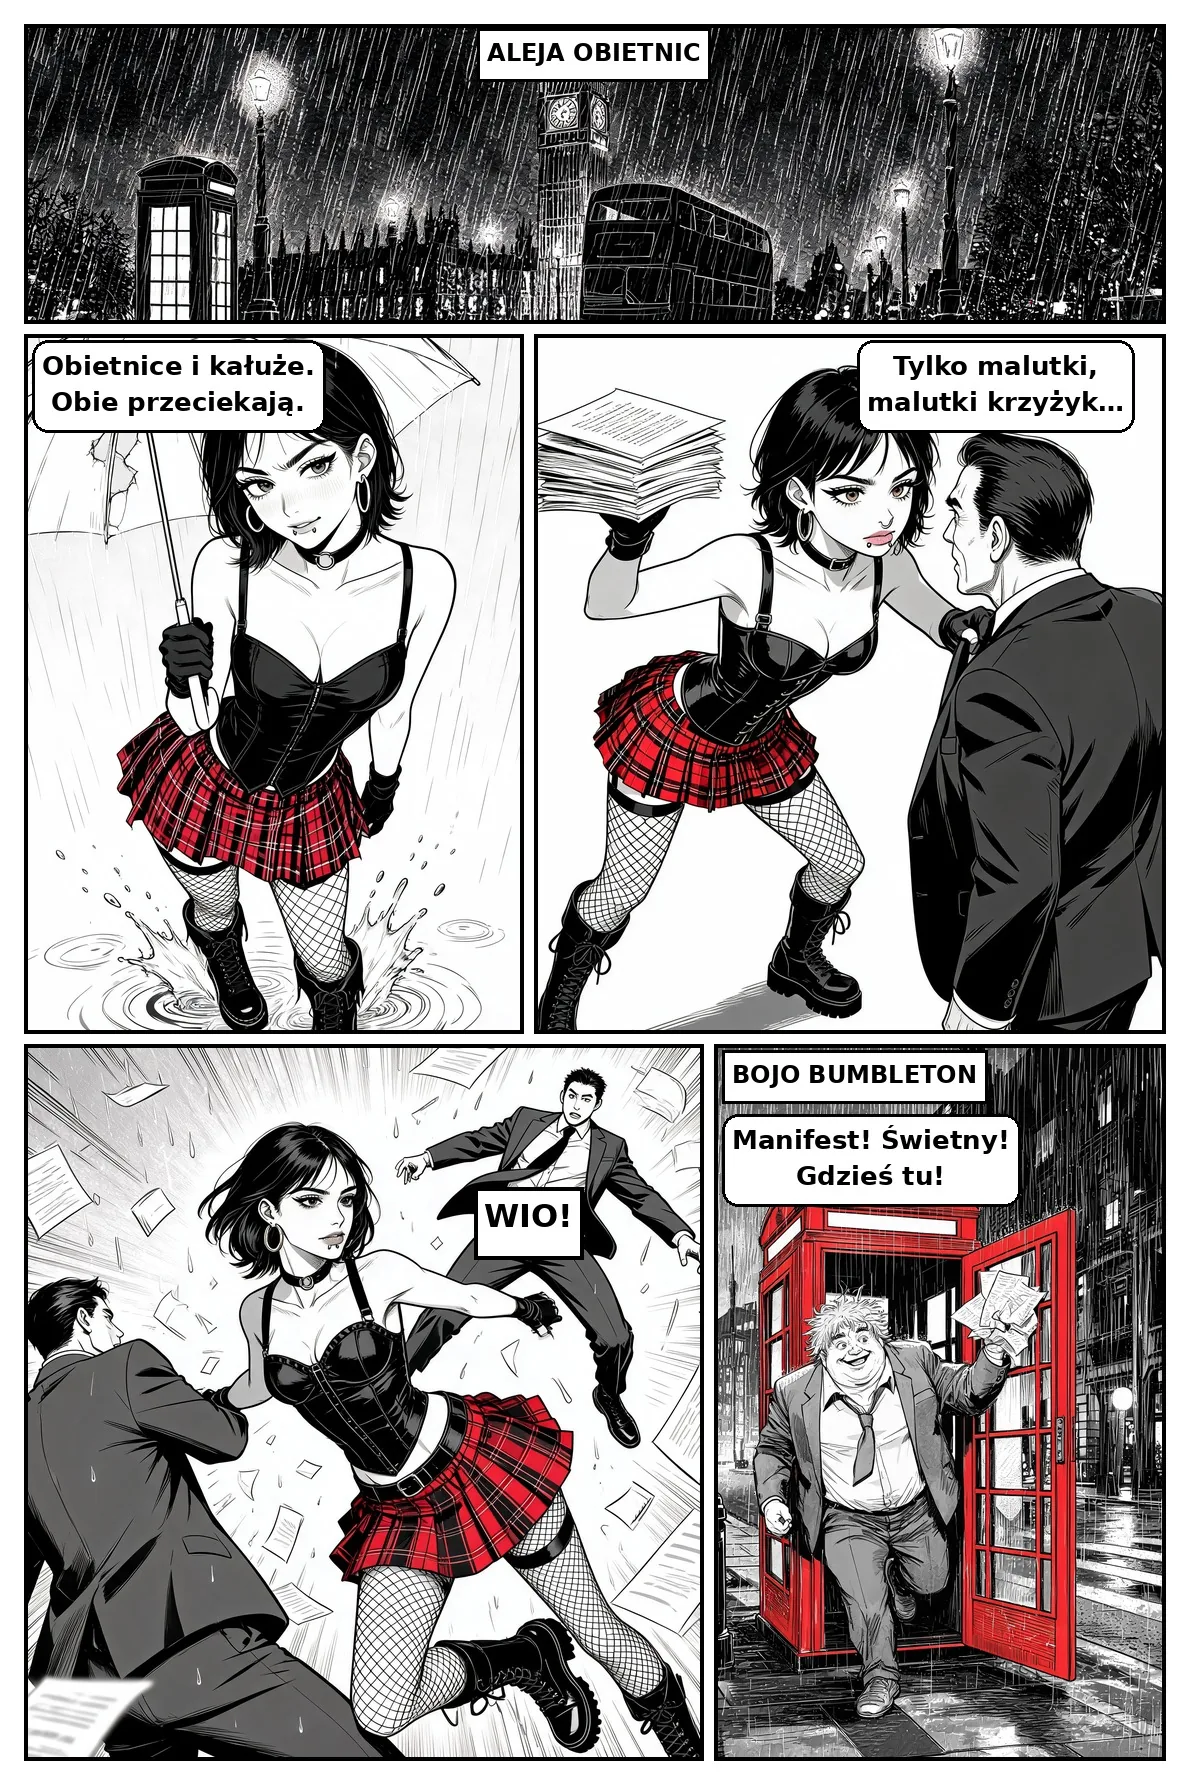 ALEJA OBIETNIC
Obietnice i kałuże.
Obie przeciekają.
Tylko malutki,
malutki krzyżyk...
WIO!
BOJO BUMBLETON
Manifest! Świetny!
Gdzieś tu!